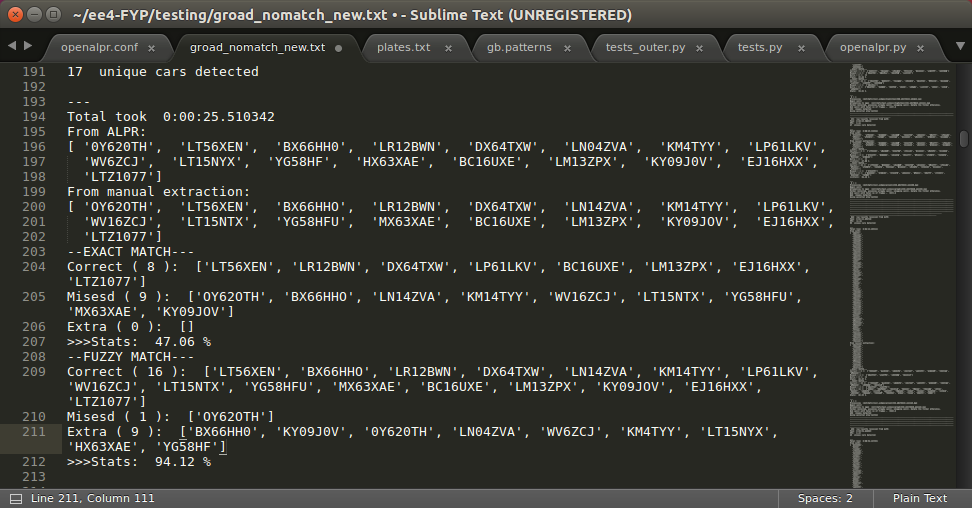 ~/ee4-FYP/testing/groad_nomatch_new.txt • - Sublime Text (UNREGISTERED)
openalpr.conf × groad_nomatch_new.txt plates.txt × gb.patterns × tests_outer.py × tests.py × openalpr.py ×
191 17  unique cars detected
192
193 ---
194 Total took  0:00:25.510342
195 From ALPR:
196 [ '0Y620TH',  'LT56XEN',  'BX66HH0',  'LR12BWN',  'DX64TXW',  'LN04ZVA',  'KM4TYY',  'LP61LKV',
197 'WV6ZCJ',  'LT15NYX',  'YG58HF',  'HX63XAE',  'BC16UXE',  'LM13ZPX',  'KY09J0V',  'EJ16HXX',
198 'LTZ1077']
199 From manual extraction:
200 [ 'OY62OTH',  'LT56XEN',  'BX66HHO',  'LR12BWN',  'DX64TXW',  'LN14ZVA',  'KM14TYY',  'LP61LKV',
201 'WV16ZCJ',  'LT15NTX',  'YG58HFU',  'MX63XAE',  'BC16UXE',  'LM13ZPX',  'KY09JOV',  'EJ16HXX',
202 'LTZ1077']
203 --EXACT MATCH---
204 Correct ( 8 ):  ['LT56XEN', 'LR12BWN', 'DX64TXW', 'LP61LKV', 'BC16UXE', 'LM13ZPX', 'EJ16HXX',
'LTZ1077']
205 Misesd ( 9 ):  ['OY62OTH', 'BX66HHO', 'LN14ZVA', 'KM14TYY', 'WV16ZCJ', 'LT15NTX', 'YG58HFU',
'MX63XAE', 'KY09JOV']
206 Extra ( 0 ):  []
207 >>>Stats:  47.06 %
208 --FUZZY MATCH---
209 Correct ( 16 ):  ['LT56XEN', 'BX66HHO', 'LR12BWN', 'DX64TXW', 'LN14ZVA', 'KM14TYY', 'LP61LKV',
'WV16ZCJ', 'LT15NTX', 'YG58HFU', 'MX63XAE', 'BC16UXE', 'LM13ZPX', 'KY09JOV', 'EJ16HXX',
'LTZ1077']
210 Misesd ( 1 ):  ['OY62OTH']
211 Extra ( 9 ):  ['BX66HH0', 'KY09J0V', '0Y620TH', 'LN04ZVA', 'WV6ZCJ', 'KM4TYY', 'LT15NYX',
'HX63XAE', 'YG58HF']
212 >>>Stats:  94.12 %
213
Line 211, Column 111 Spaces: 2 Plain Text